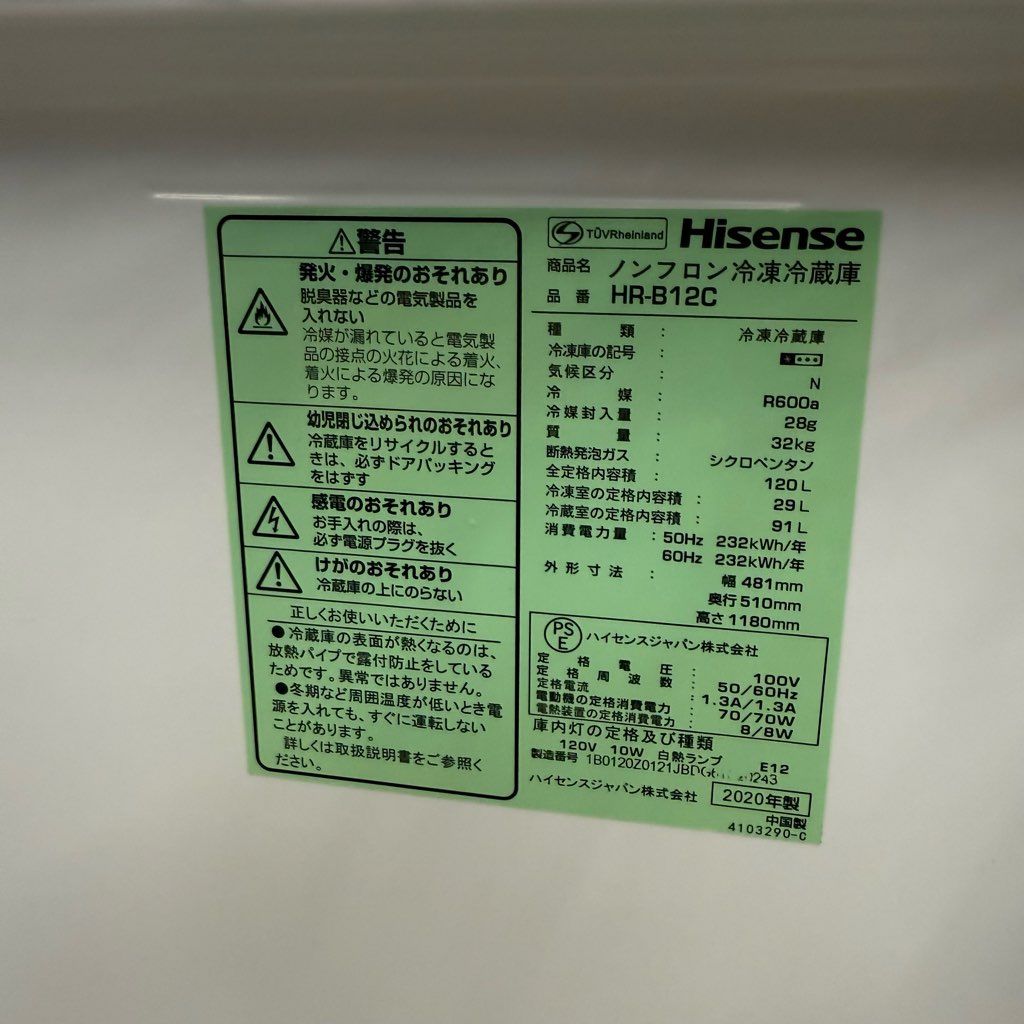 ⚠警告
発火・爆発のおそれあり
脱臭器などの電気製品を
入れない
冷媒が漏れていると電気製
品の接点の火花による着火、
着火による爆発の原因にな
ります。
幼児閉じ込められのおそれあり
冷蔵庫をリサイクルすると
きは、必ずドアパッキング
をはずす
感電のおそれあり
お手入れの際は、
必ず電源プラグを抜く
けがのおそれあり
冷蔵庫の上にのらない
正しくお使いいただくために
●冷蔵庫の表面が熱くなるのは、
放熱パイプで露付防止をしている
ためです。異常ではありません。
●冬期など周囲温度が低いとき電
源を入れても、すぐに運転しない
ことがあります。
詳しくは取扱説明書をご参照く
ださい。
TÜVRheinland Hisense
商品名 ノンフロン冷凍冷蔵庫
品番 HR-B12C
種類 : 冷凍冷蔵庫
冷凍庫の記号 :
気候区分 : N
冷媒 : R600a
冷媒封入量 : 28g
質量 : 32kg
断熱発泡ガス : シクロペンタン
全定格内容積 : 120L
冷凍室の定格内容積 : 29L
冷蔵室の定格内容積 : 91L
消費電力量 : 50Hz 232kWh/年
60Hz 232kWh/年
外形寸法 : 幅 481mm
奥行 510mm
高さ 1180mm
PSE ハイセンスジャパン株式会社
定格電圧 : 100V
定格周波数 : 50/60Hz
定格電流 : 1.3A/1.3A
電動機の定格消費電力 : 70/70W
電熱装置の定格消費電力 : 8/8W
庫内灯の定格及び種類
120V 10W 白熱ランプ E12
製造番号 1B0120Z0121JBDG
ハイセンスジャパン株式会社 2020年製
中国製
4103290-C